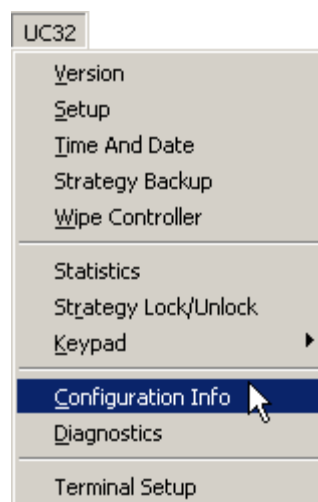 UC32
Version
Setup
Time And Date
Strategy Backup
Wipe Controller
Statistics
Strategy Lock/Unlock
Keypad
Configuration Info
Diagnostics
Terminal Setup